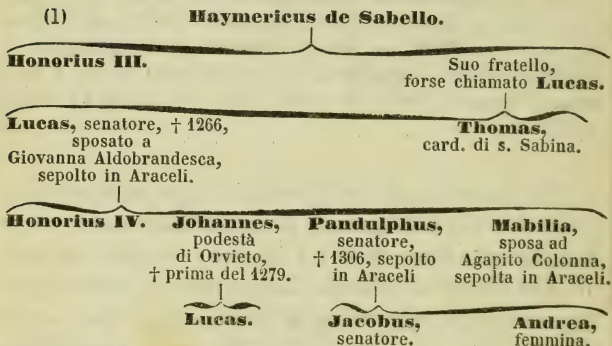 (1) Haymericus de Sabello.
Honorius III. Suo fratello,
forse chiamato Lucas.
Lucas, senatore, † 1266, Thomas,
sposato a card. di s. Sabina.
Giovanna Aldobrandesca,
sepolto in Araceli.
Honorius IV. Johannes, Pandulphus, Mabilia,
podestà senatore, sposa ad
di Orvieto, † 1306, sepolto Agapito Colonna,
† prima del 1279. in Araceli sepolta in Araceli.
Lucas. Jacobus, Andrea,
senatore. femmina.